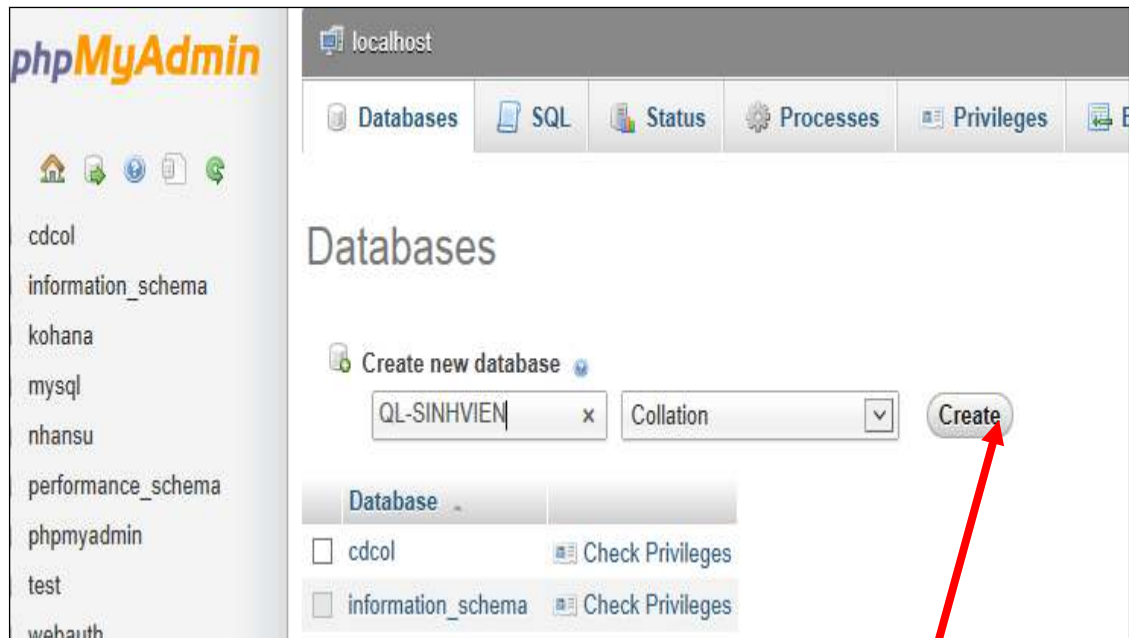 phpMyAdmin
cdcol
information_schema
kohana
mysql
nhansu
performance_schema
phpmyadmin
test
webauth
localhost
Databases SQL Status Processes Privileges
Databases
Create new database
QL-SINHVIEN x Collation Create
Database
cdcol Check Privileges
information_schema Check Privileges